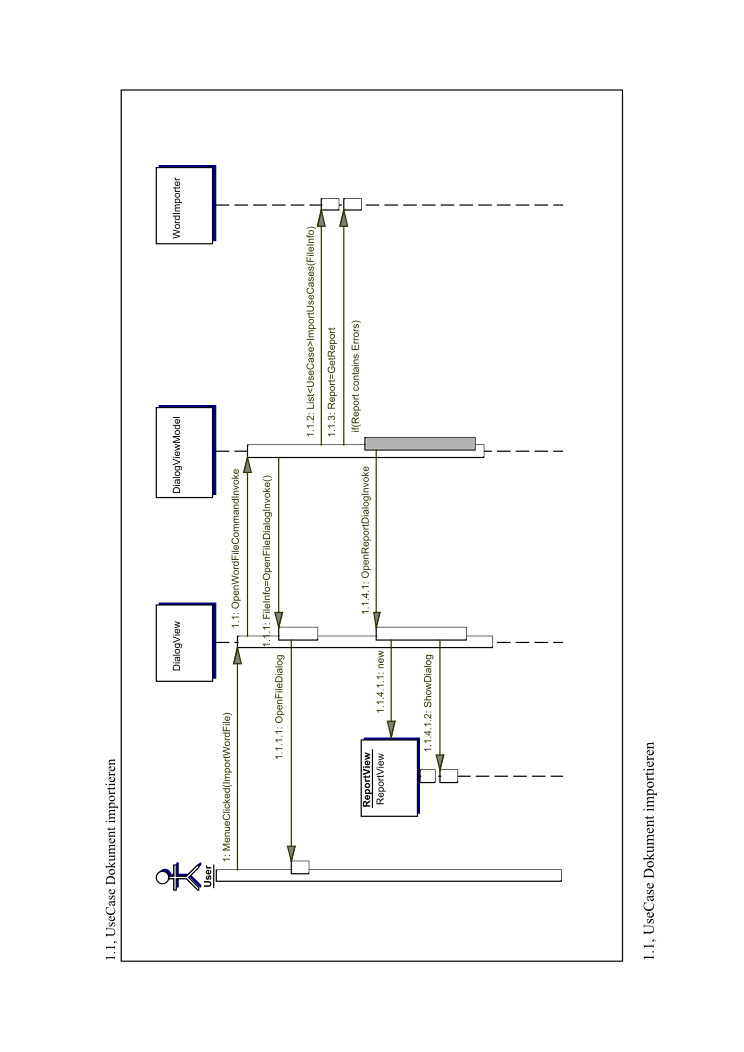 1.1, UseCase Dokument importieren
User
ReportView
ReportView
DialogView
DialogViewModel
WordImporter
1: MenueClicked(ImportWordFile)
1.1: OpenWordFileCommandInvoke
1.1.1: FileInfo=OpenFileDialogInvoke()
1.1.1.1: OpenFileDialog
1.1.2: List<UseCase>ImportUseCases(FileInfo)
1.1.3: Report=GetReport
if(Report contains Errors)
1.1.4.1: OpenReportDialogInvoke
1.1.4.1.1: new
1.1.4.1.2: ShowDialog
1.1, UseCase Dokument importieren